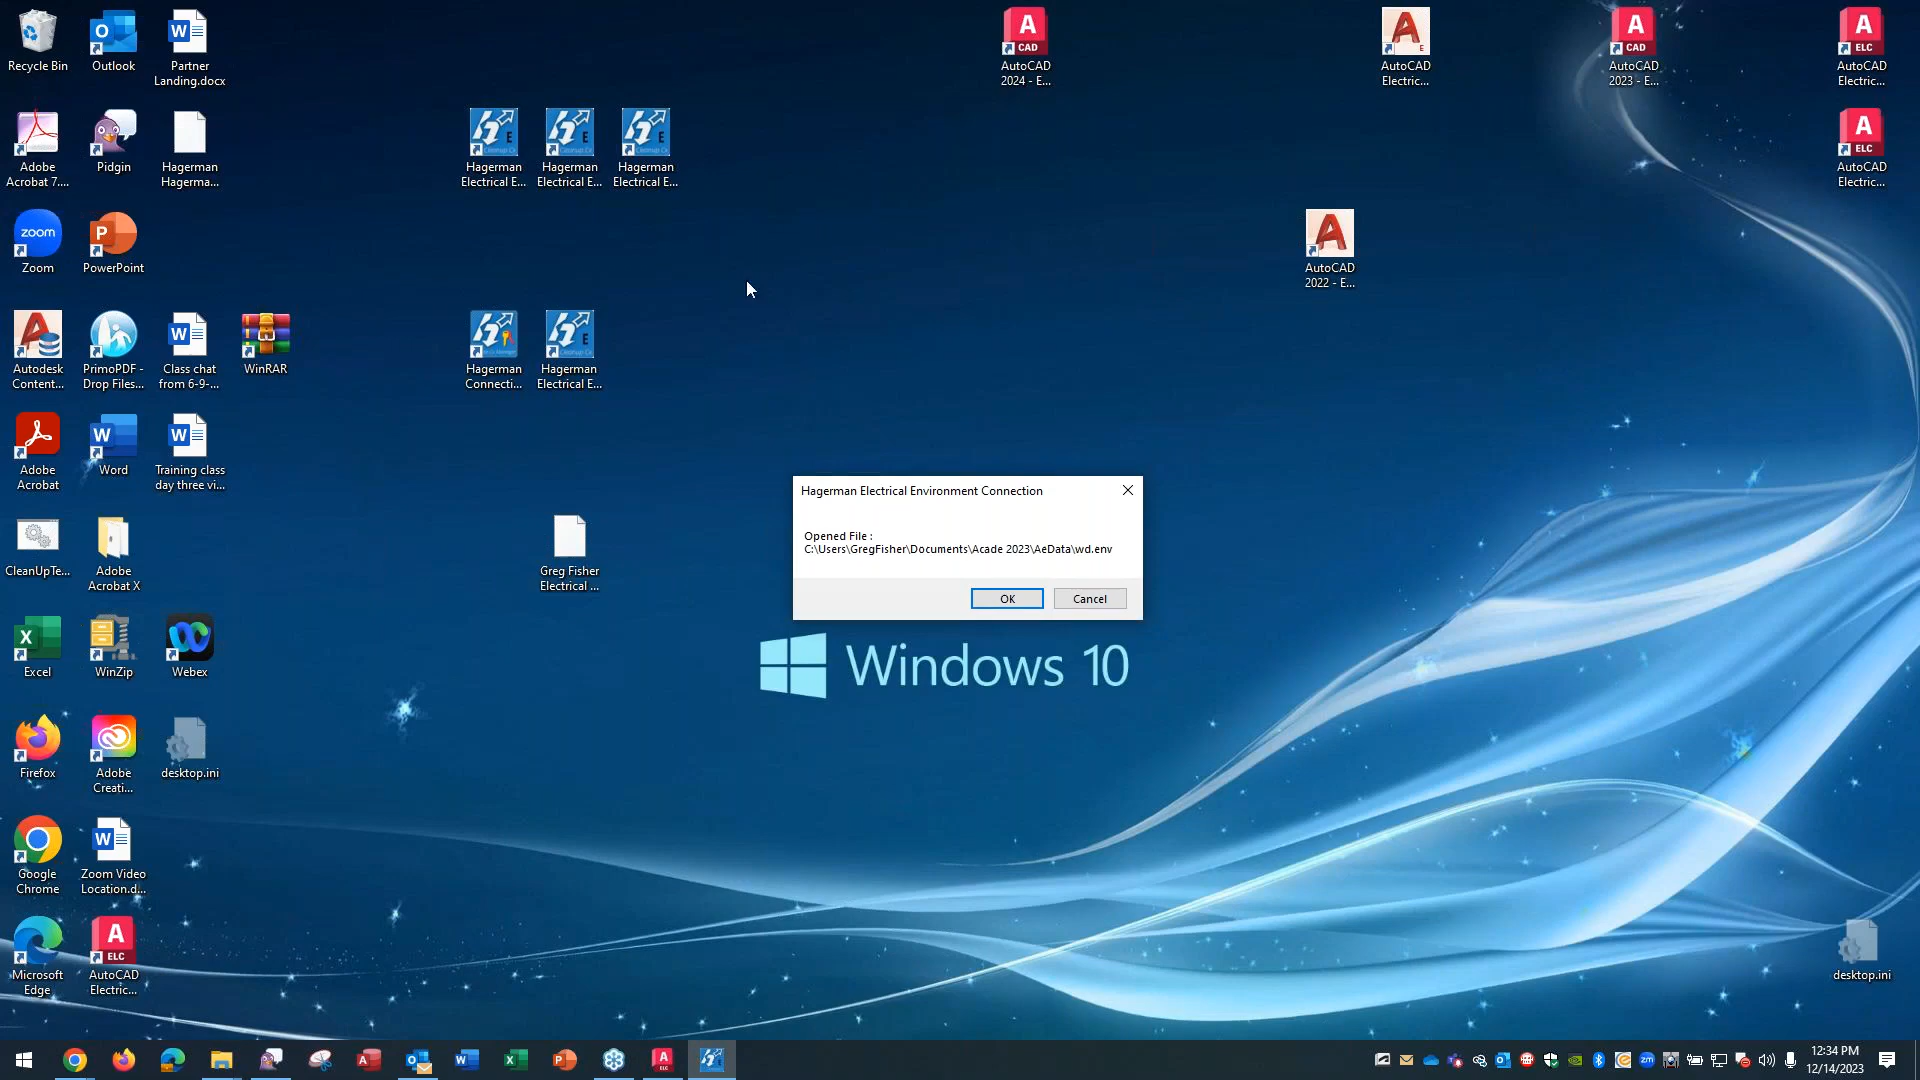 Recycle Bin
Outlook
Partner
Landing.docx
AutoCAD
2024 - E...
AutoCAD
Electric...
AutoCAD
2023 - E...
AutoCAD
Electric...
Adobe
Acrobat 7....
Pidgin
Hagerman
Hagerma...
Hagerman
Electrical E...
Hagerman
Electrical E...
Hagerman
Electrical E...
AutoCAD
Electric...
zoom
Zoom
PowerPoint
AutoCAD
2022 - E...
Autodesk
Content...
PrimoPDF -
Drop Files...
Class chat
from 6-9-...
WinRAR
Hagerman
Connecti...
Hagerman
Electrical E...
Adobe
Acrobat
Word
Training class
day three vi...
Hagerman Electrical Environment Connection
Opened File :
C:\Users\GregFisher\Documents\Acade 2023\AeData\wd.env
OK
Cancel
CleanUpTe...
Adobe
Acrobat X
Greg Fisher
Electrical ...
Excel
WinZip
Webex
Windows 10
Firefox
Adobe
Creati...
desktop.ini
Google
Chrome
Zoom Video
Location.d...
Microsoft
Edge
AutoCAD
Electric...
desktop.ini
12:34 PM
12/14/2023